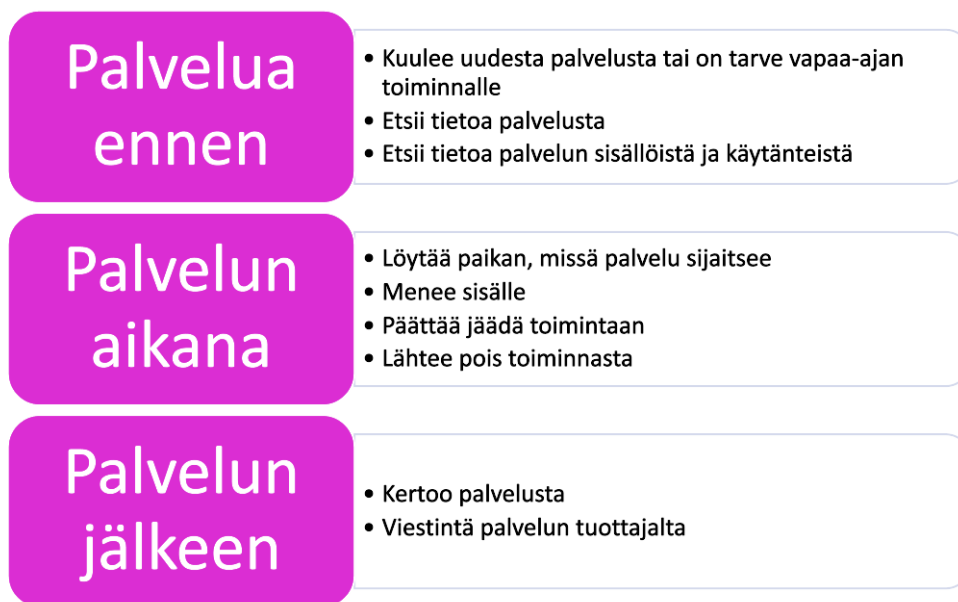 Palvelua
ennen
• Kuulee uudesta palvelusta tai on tarve vapaa-ajan
toiminnalle
• Etsii tietoa palvelusta
• Etsii tietoa palvelun sisällöistä ja käytänteistä
Palvelun
aikana
• Löytää paikan, missä palvelu sijaitsee
• Menee sisälle
• Päättää jäädä toimintaan
• Lähtee pois toiminnasta
Palvelun
jälkeen
• Kertoo palvelusta
• Viestintä palvelun tuottajalta